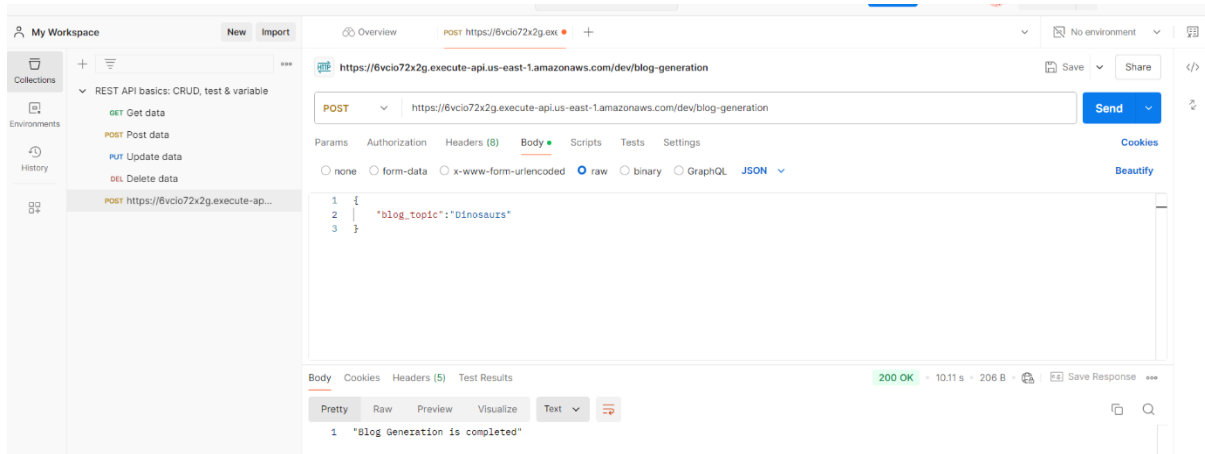 My Workspace
New
Import
Overview
POST https://6vcio72x2g.exe
No environment
Collections
Environments
History
REST API basics: CRUD, test & variable
GET Get data
POST Post data
PUT Update data
DEL Delete data
POST https://6vcio72x2g.execute-ap...
HTTP https://6vcio72x2g.execute-api.us-east-1.amazonaws.com/dev/blog-generation
Save
Share
POST
https://6vcio72x2g.execute-api.us-east-1.amazonaws.com/dev/blog-generation
Send
Params Authorization Headers (8) Body Scripts Tests Settings
Cookies
none form-data x-www-form-urlencoded raw binary GraphQL JSON
Beautify
1 {
2 "blog_topic":"Dinosaurs"
3 }
Body Cookies Headers (5) Test Results
200 OK 10.11 s 206 B
Save Response
Pretty Raw Preview Visualize Text
1 "Blog Generation is completed"